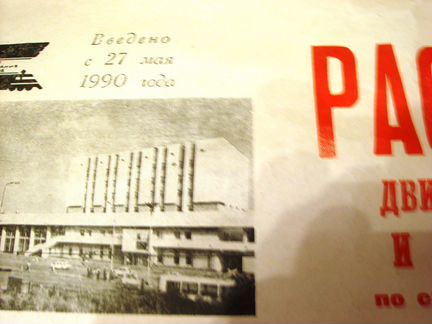 Введено
с 27 мая
1990 года
РАС
ДВИ
И
по с